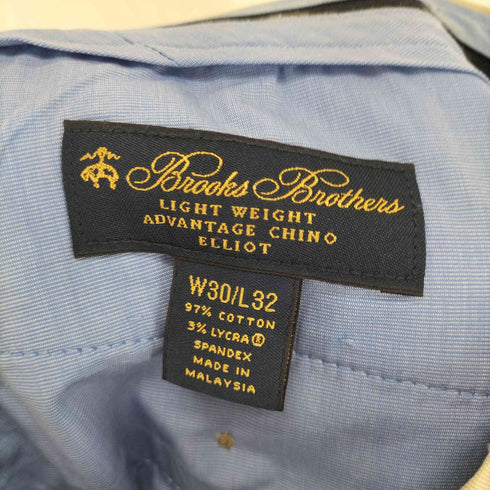 Brooks Brothers
LIGHT WEIGHT
ADVANTAGE CHINO
ELLIOT
W30/L32
97% COTTON
3% LYCRA®
SPANDEX
MADE IN
MALAYSIA